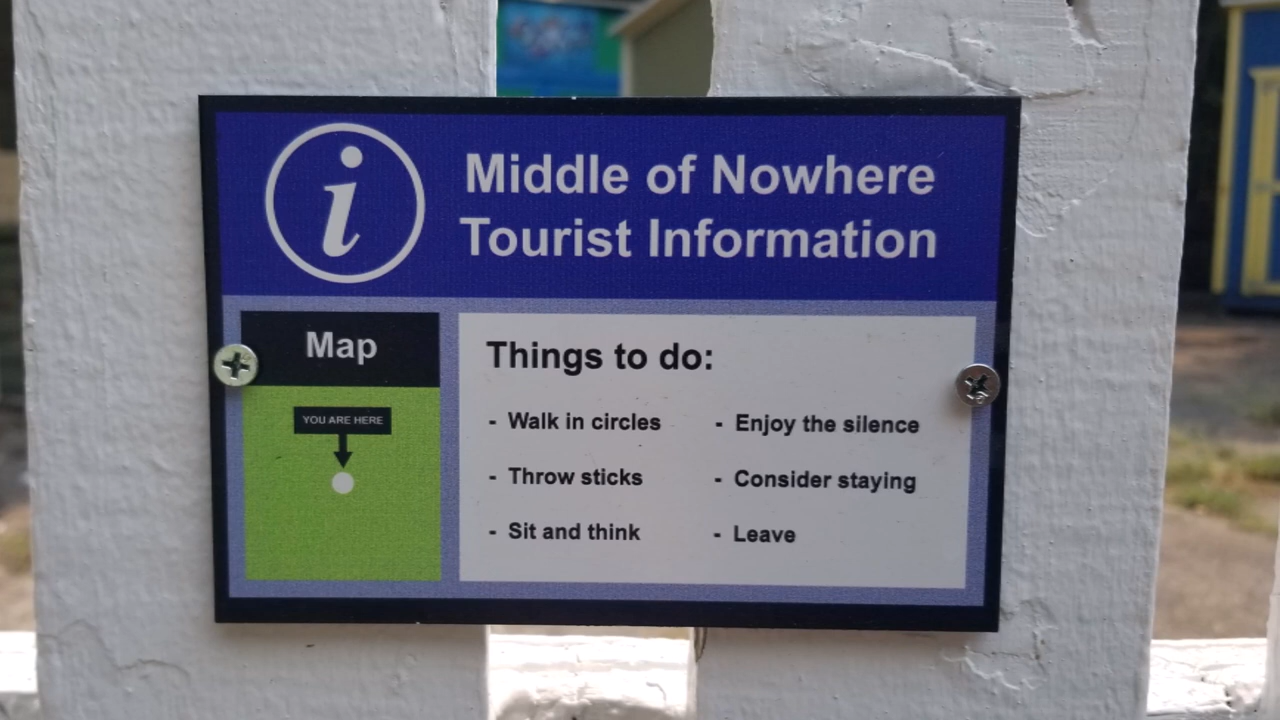 i
Middle of Nowhere
Tourist Information
Map
YOU ARE HERE
Things to do:
- Walk in circles
- Throw sticks
- Sit and think
- Enjoy the silence
- Consider staying
- Leave